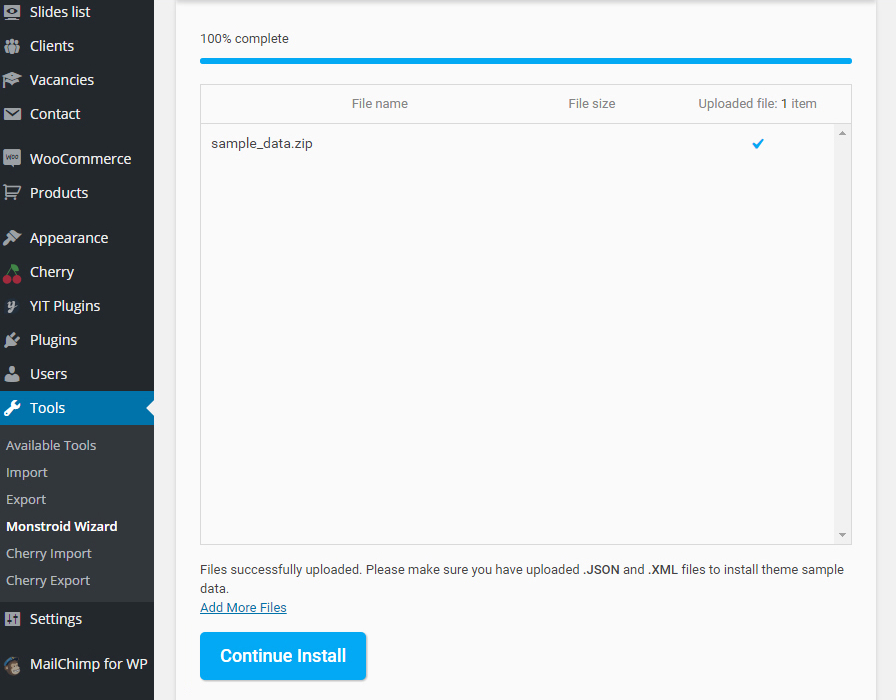 Slides list
Clients
Vacancies
Contact
WOO WooCommerce
Products
Appearance
Cherry
YIT Plugins
Plugins
Users
Tools
Available Tools
Import
Export
Monstroid Wizard
Cherry Import
Cherry Export
Settings
MailChimp for WP
100% complete
File name File size Uploaded file: 1 item
sample_data.zip
Files successfully uploaded. Please make sure you have uploaded .JSON and .XML files to install theme sample
data.
Add More Files
Continue Install